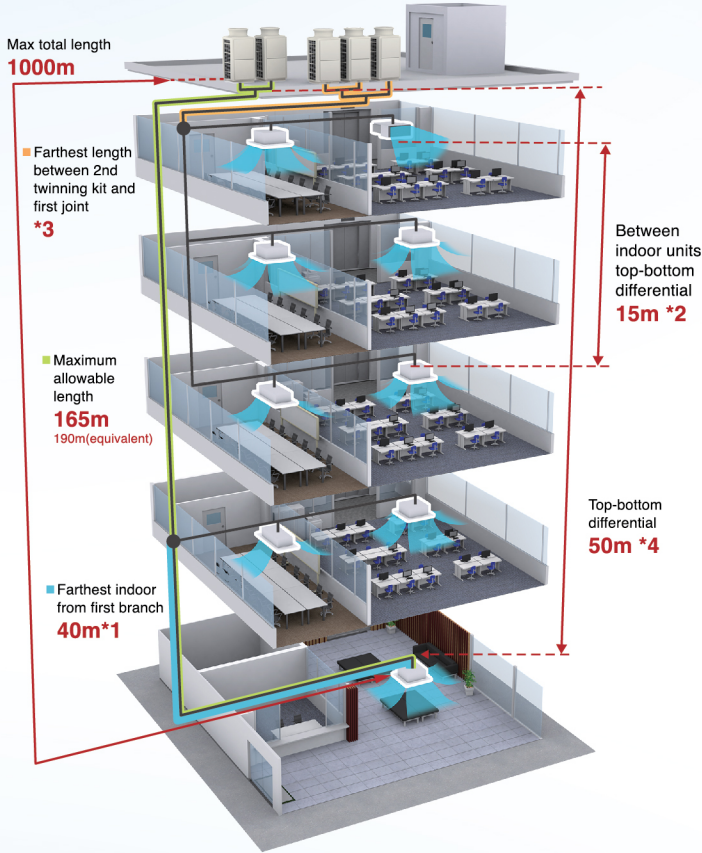 Max total length
1000m
Farthest length
between 2nd
twinning kit and
first joint
*3
Between
indoor units
top-bottom
differential
15m *2
Maximum
allowable
length
165m
190m(equivalent)
Top-bottom
differential
50m *4
Farthest indoor
from first branch
40m*1